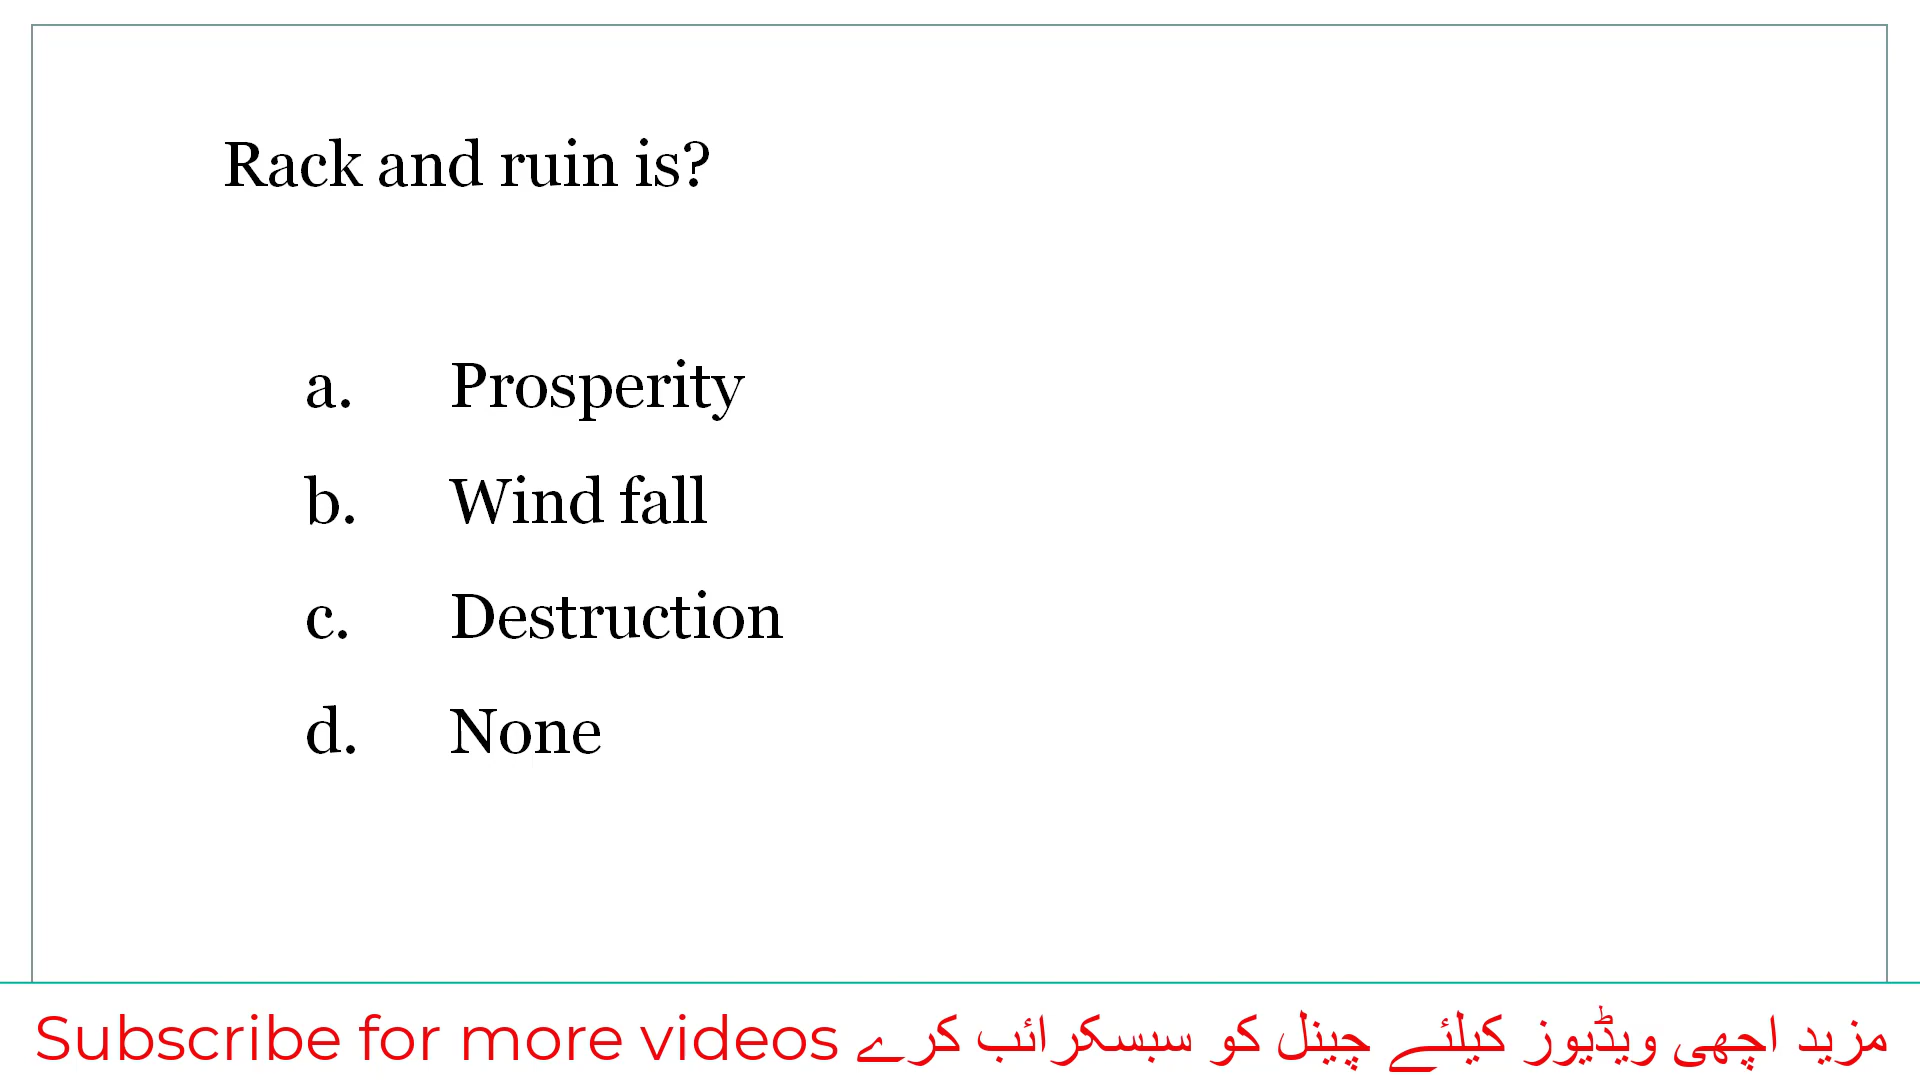 Rack and ruin is?
a. Prosperity
b. Wind fall
c. Destruction
d. None
Subscribe for more videos مزید اچھی ویڈیوز کیلئے چینل کو سبسکرائب کرے